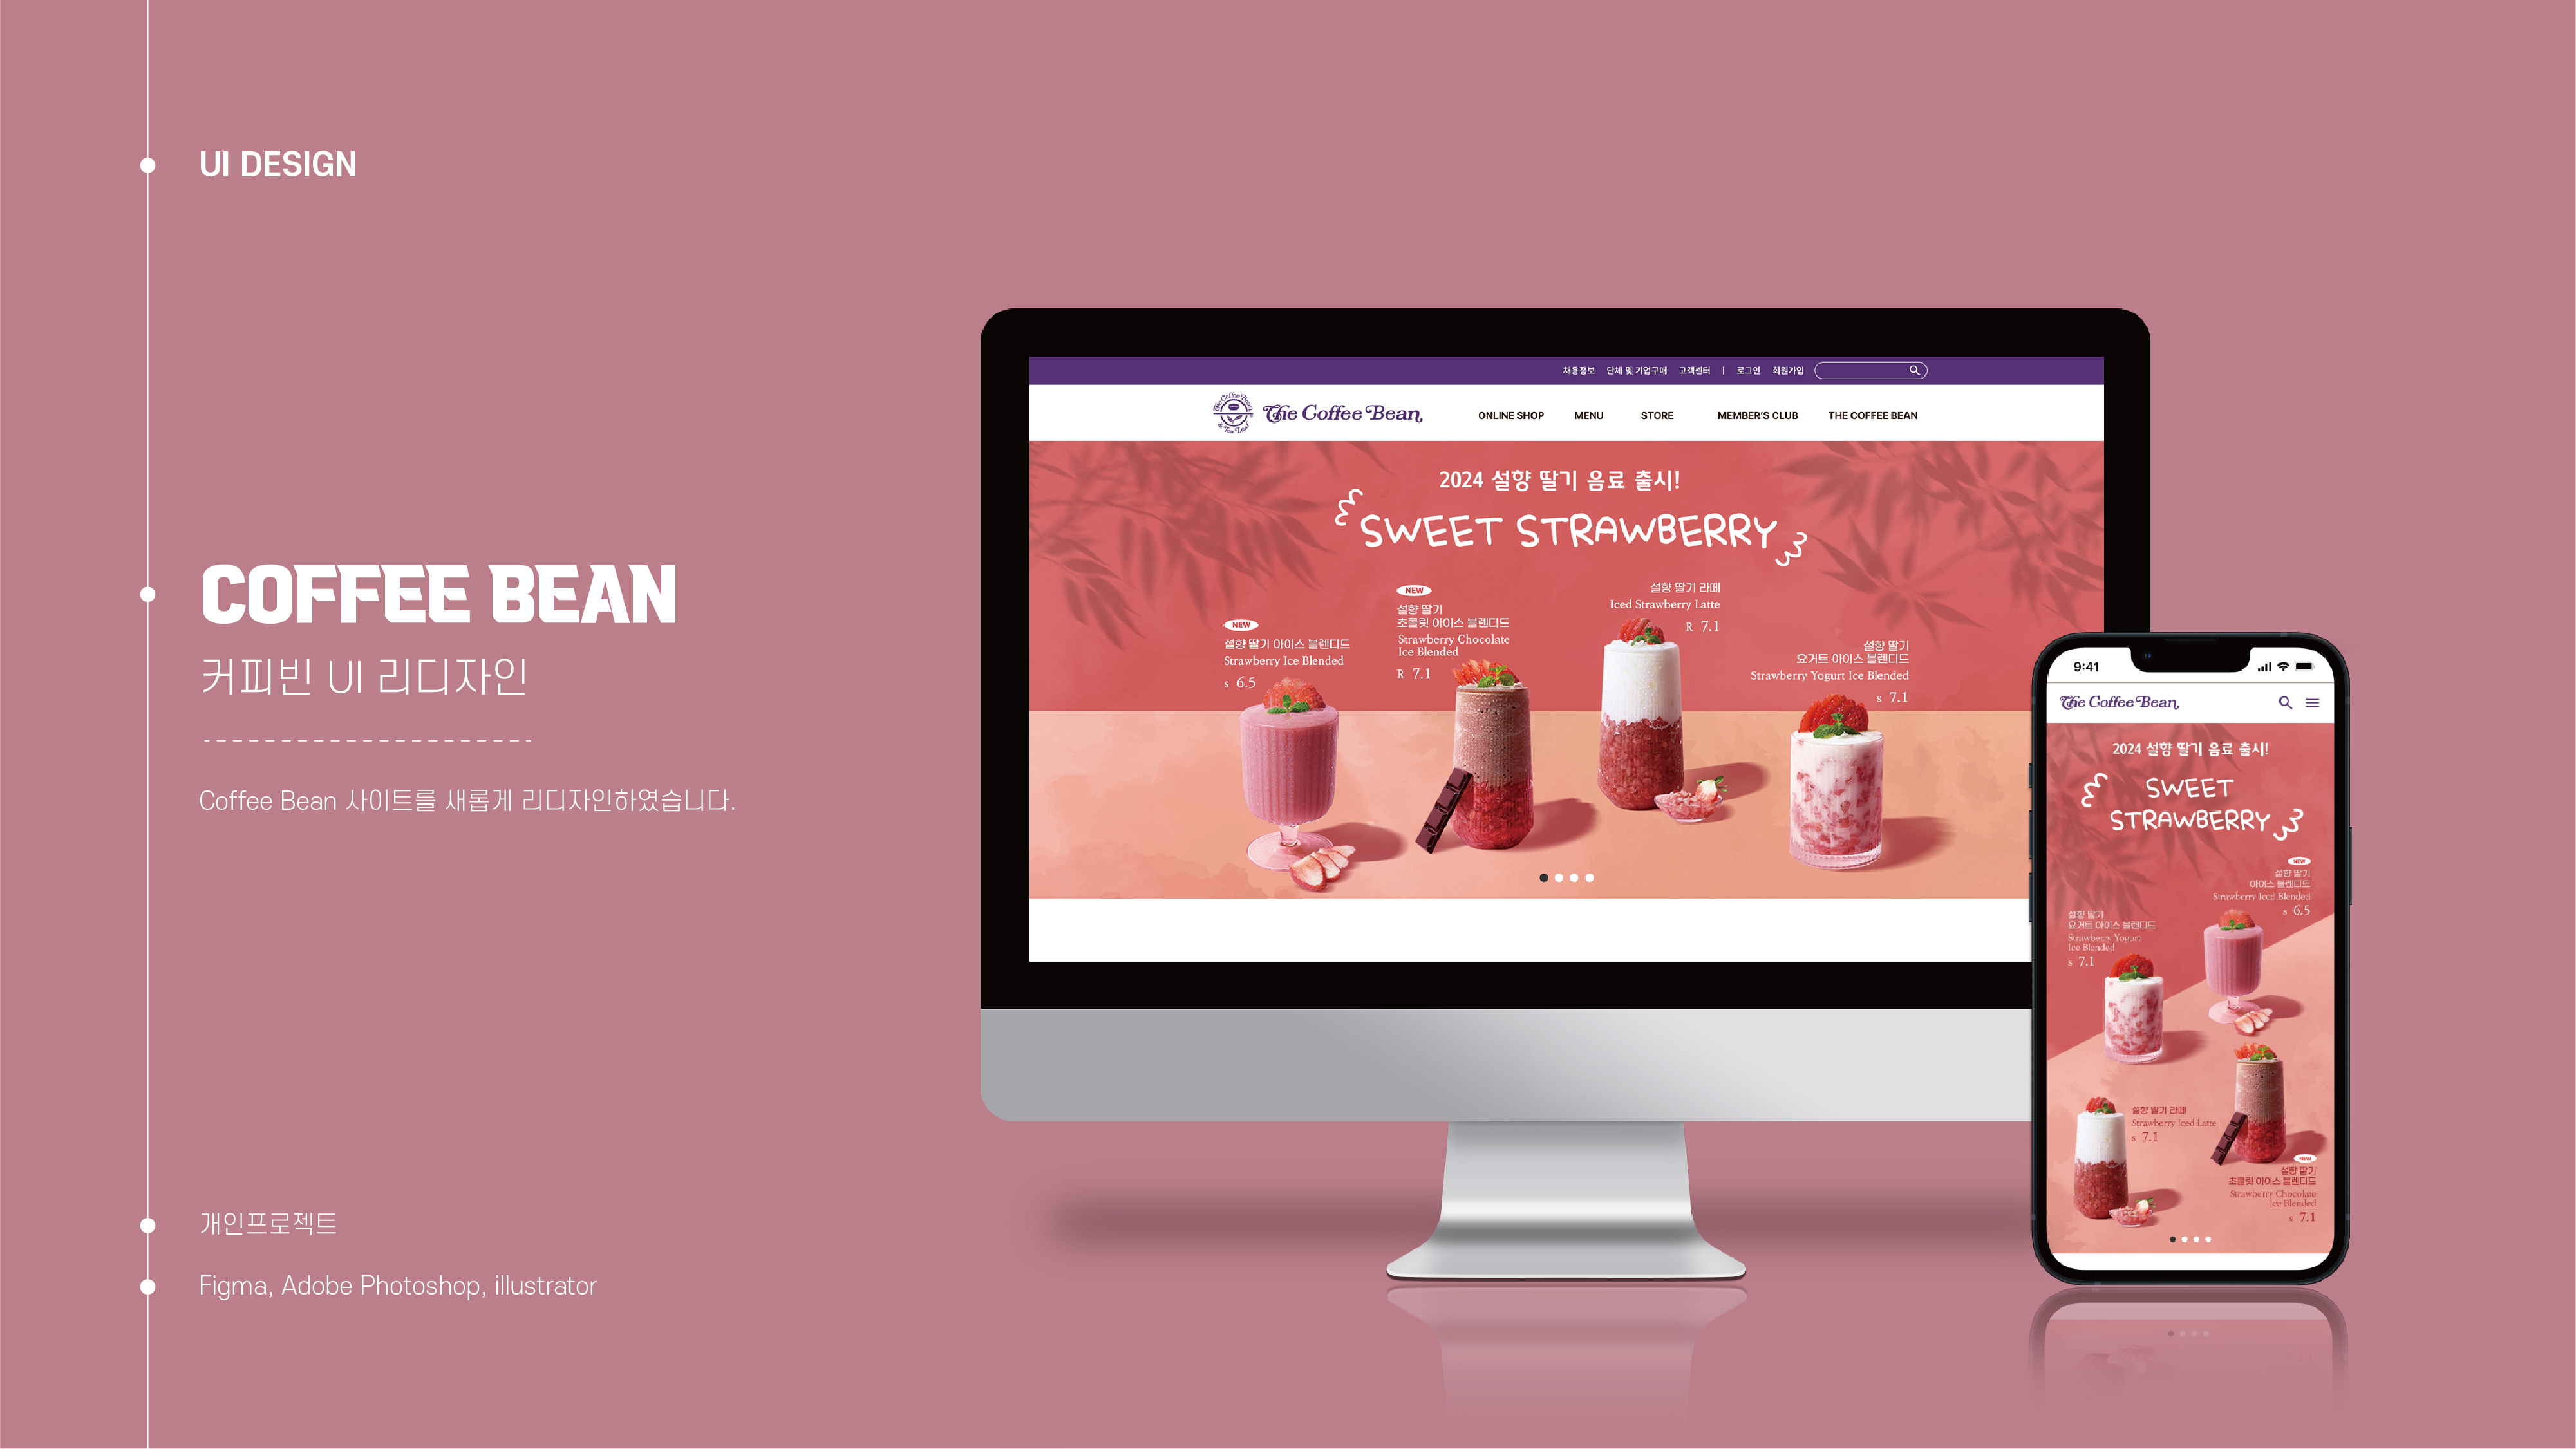 UI DESIGN
COFFEE BEAN
커피빈 UI 리디자인
Coffee Bean 사이트를 새롭게 리디자인하였습니다.
개인프로젝트
Figma, Adobe Photoshop, illustrator
채용정보 단체 및 기업구매 고객센터 | 로그인 회원가입
The Coffee Bean & Tea Leaf
The Coffee Bean
ONLINE SHOP MENU STORE MEMBER'S CLUB THE COFFEE BEAN
2024 설향 딸기 음료 출시!
SWEET STRAWBERRY
NEW
설향 딸기 아이스 블렌디드
Strawberry Ice Blended
s 6.5
NEW
설향 딸기
초콜릿 아이스 블렌디드
Strawberry Chocolate
Ice Blended
R 7.1
설향 딸기 라떼
Iced Strawberry Latte
R 7.1
설향 딸기
요거트 아이스 블렌디드
Strawberry Yogurt Ice Blended
s 7.1
9:41
The Coffee Bean
2024 설향 딸기 음료 출시!
SWEET
STRAWBERRY
NEW
설향 딸기
아이스 블렌디드
Strawberry Iced Blended
s 6.5
설향 딸기
요거트 아이스 블렌디드
Strawberry Yogurt
Ice Blended
s 7.1
설향 딸기 라떼
Strawberry Iced Latte
s 7.1
NEW
설향 딸기
초콜릿 아이스 블렌디드
Strawberry Chocolate
Ice Blended
s 7.1